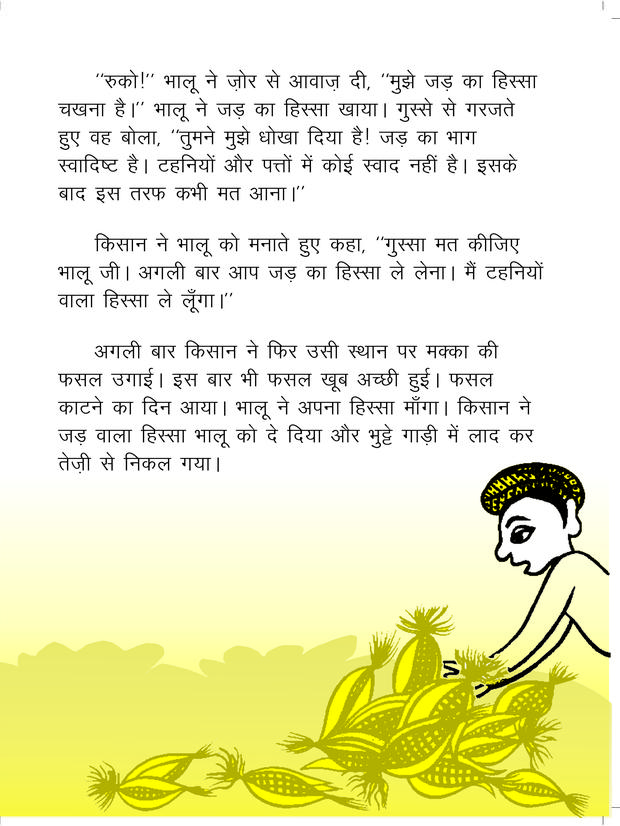 “रुको!” भालू ने ज़ोर से आवाज़ दी, “मुझे जड़ का हिस्सा
चखना है।” भालू ने जड़ का हिस्सा खाया। गुस्से से गरजते
हुए वह बोला, “तुमने मुझे धोखा दिया है! जड़ का भाग
स्वादिष्ट है। टहनियों और पत्तों में कोई स्वाद नहीं है। इसके
बाद इस तरफ कभी मत आना।”
किसान ने भालू को मनाते हुए कहा, “गुस्सा मत कीजिए
भालू जी। अगली बार आप जड़ का हिस्सा ले लेना। मैं टहनियों
वाला हिस्सा ले लूँगा।”
अगली बार किसान ने फिर उसी स्थान पर मक्का की
फसल उगाई। इस बार भी फसल खूब अच्छी हुई। फसल
काटने का दिन आया। भालू ने अपना हिस्सा माँगा। किसान ने
जड़ वाला हिस्सा भालू को दे दिया और भुट्टे गाड़ी में लाद कर
तेज़ी से निकल गया।